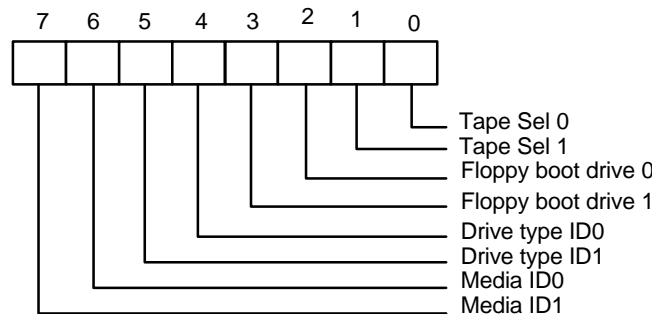 7 6 5 4 3 2 1 0
Tape Sel 0
Tape Sel 1
Floppy boot drive 0
Floppy boot drive 1
Drive type ID0
Drive type ID1
Media ID0
Media ID1